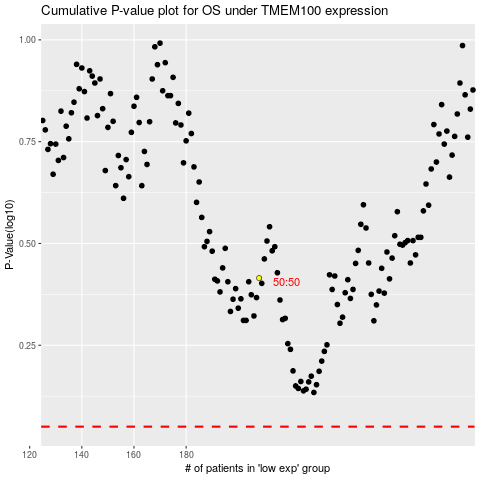 Cumulative P-value plot for OS under TMEM100 expression
P-Value(log10)
1.00
0.75
0.50
0.25
50:50
120 140 160 180
# of patients in 'low exp' group